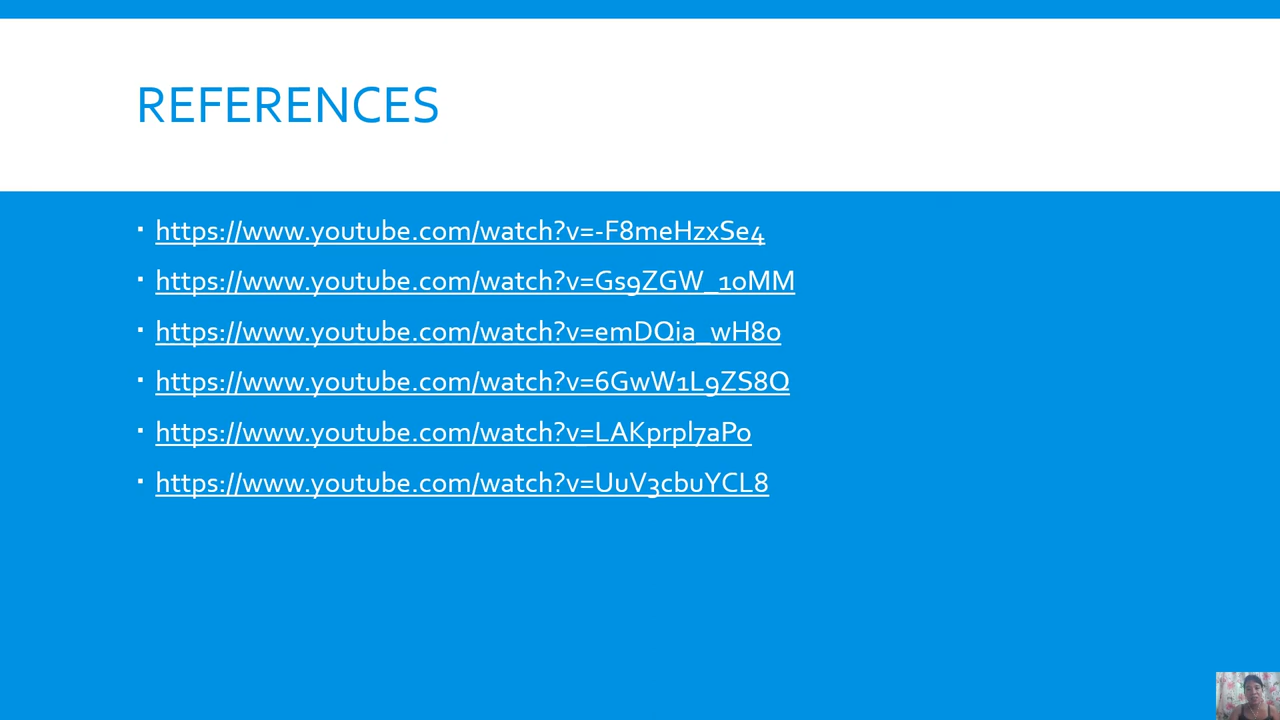 REFERENCES
https://www.youtube.com/watch?v=-F8meHzxSe4
https://www.youtube.com/watch?v=Gs9ZGW_10MM
https://www.youtube.com/watch?v=emDQia_wH80
https://www.youtube.com/watch?v=6GwW1L9ZS8Q
https://www.youtube.com/watch?v=LAKprpl7aPo
https://www.youtube.com/watch?v=UuV3cbuYCL8